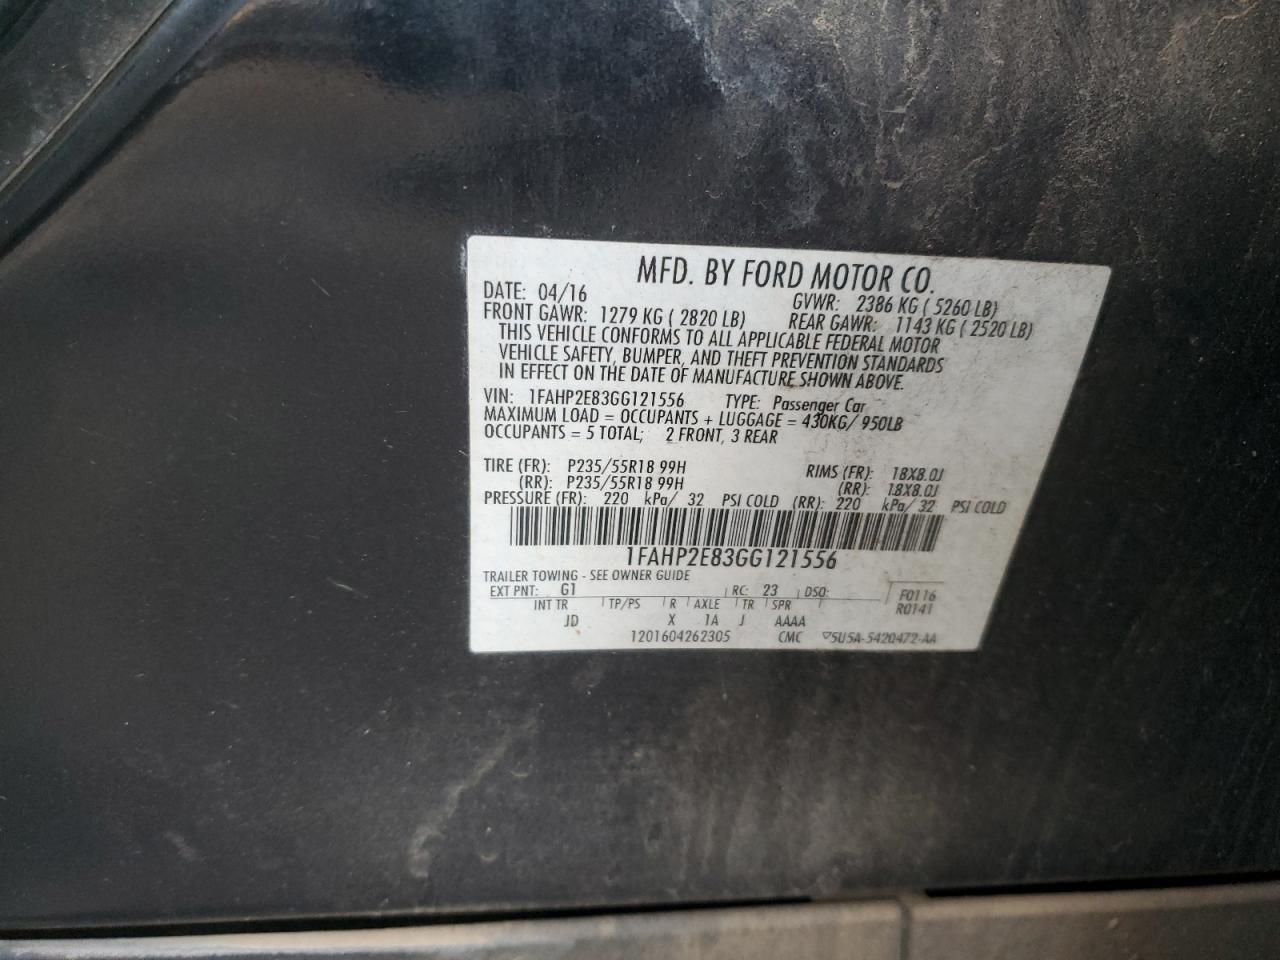 MFD. BY FORD MOTOR CO.
DATE: 04/16 GVWR: 2386 KG ( 5260 LB)
FRONT GAWR: 1279 KG ( 2820 LB) REAR GAWR: 1143 KG ( 2520 LB)
THIS VEHICLE CONFORMS TO ALL APPLICABLE FEDERAL MOTOR
VEHICLE SAFETY, BUMPER, AND THEFT PREVENTION STANDARDS
IN EFFECT ON THE DATE OF MANUFACTURE SHOWN ABOVE.
VIN: 1FAHP2E83GG121556 TYPE: Passenger Car
MAXIMUM LOAD = OCCUPANTS + LUGGAGE = 430KG/ 950LB
OCCUPANTS = 5 TOTAL; 2 FRONT, 3 REAR
TIRE (FR): P235/55R18 99H RIMS (FR): 18X8.0J
(RR): P235/55R18 99H (RR): 18X8.0J
PRESSURE (FR): 220 kPa/ 32 PSI COLD (RR): 220 kPa/ 32 PSI COLD
1FAHP2E83GG121556
TRAILER TOWING - SEE OWNER GUIDE
EXT PNT: G1 RC: 23 DSO: F0116
INT TR TP/PS R AXLE TR SPR R0141
JD X 1A J AAAA
1201604262305 CMC ▽5U5A-5420472-AA